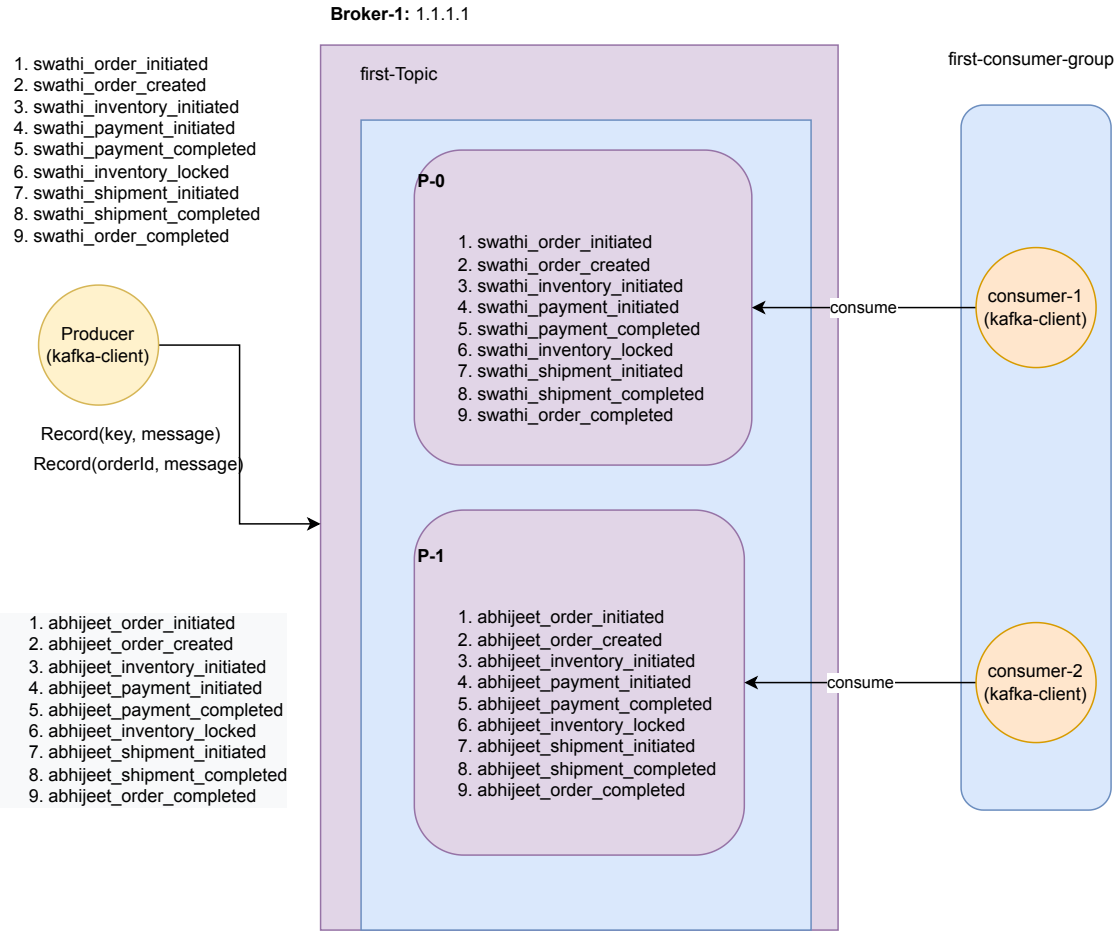 Broker-1: 1.1.1.1
1. swathi_order_initiated
2. swathi_order_created
3. swathi_inventory_initiated
4. swathi_payment_initiated
5. swathi_payment_completed
6. swathi_inventory_locked
7. swathi_shipment_initiated
8. swathi_shipment_completed
9. swathi_order_completed
Producer
(kafka-client)
Record(key, message)
Record(orderId, message)
1. abhijeet_order_initiated
2. abhijeet_order_created
3. abhijeet_inventory_initiated
4. abhijeet_payment_initiated
5. abhijeet_payment_completed
6. abhijeet_inventory_locked
7. abhijeet_shipment_initiated
8. abhijeet_shipment_completed
9. abhijeet_order_completed
first-Topic
P-0
1. swathi_order_initiated
2. swathi_order_created
3. swathi_inventory_initiated
4. swathi_payment_initiated
5. swathi_payment_completed
6. swathi_inventory_locked
7. swathi_shipment_initiated
8. swathi_shipment_completed
9. swathi_order_completed
P-1
1. abhijeet_order_initiated
2. abhijeet_order_created
3. abhijeet_inventory_initiated
4. abhijeet_payment_initiated
5. abhijeet_payment_completed
6. abhijeet_inventory_locked
7. abhijeet_shipment_initiated
8. abhijeet_shipment_completed
9. abhijeet_order_completed
consume
consume
first-consumer-group
consumer-1
(kafka-client)
consumer-2
(kafka-client)